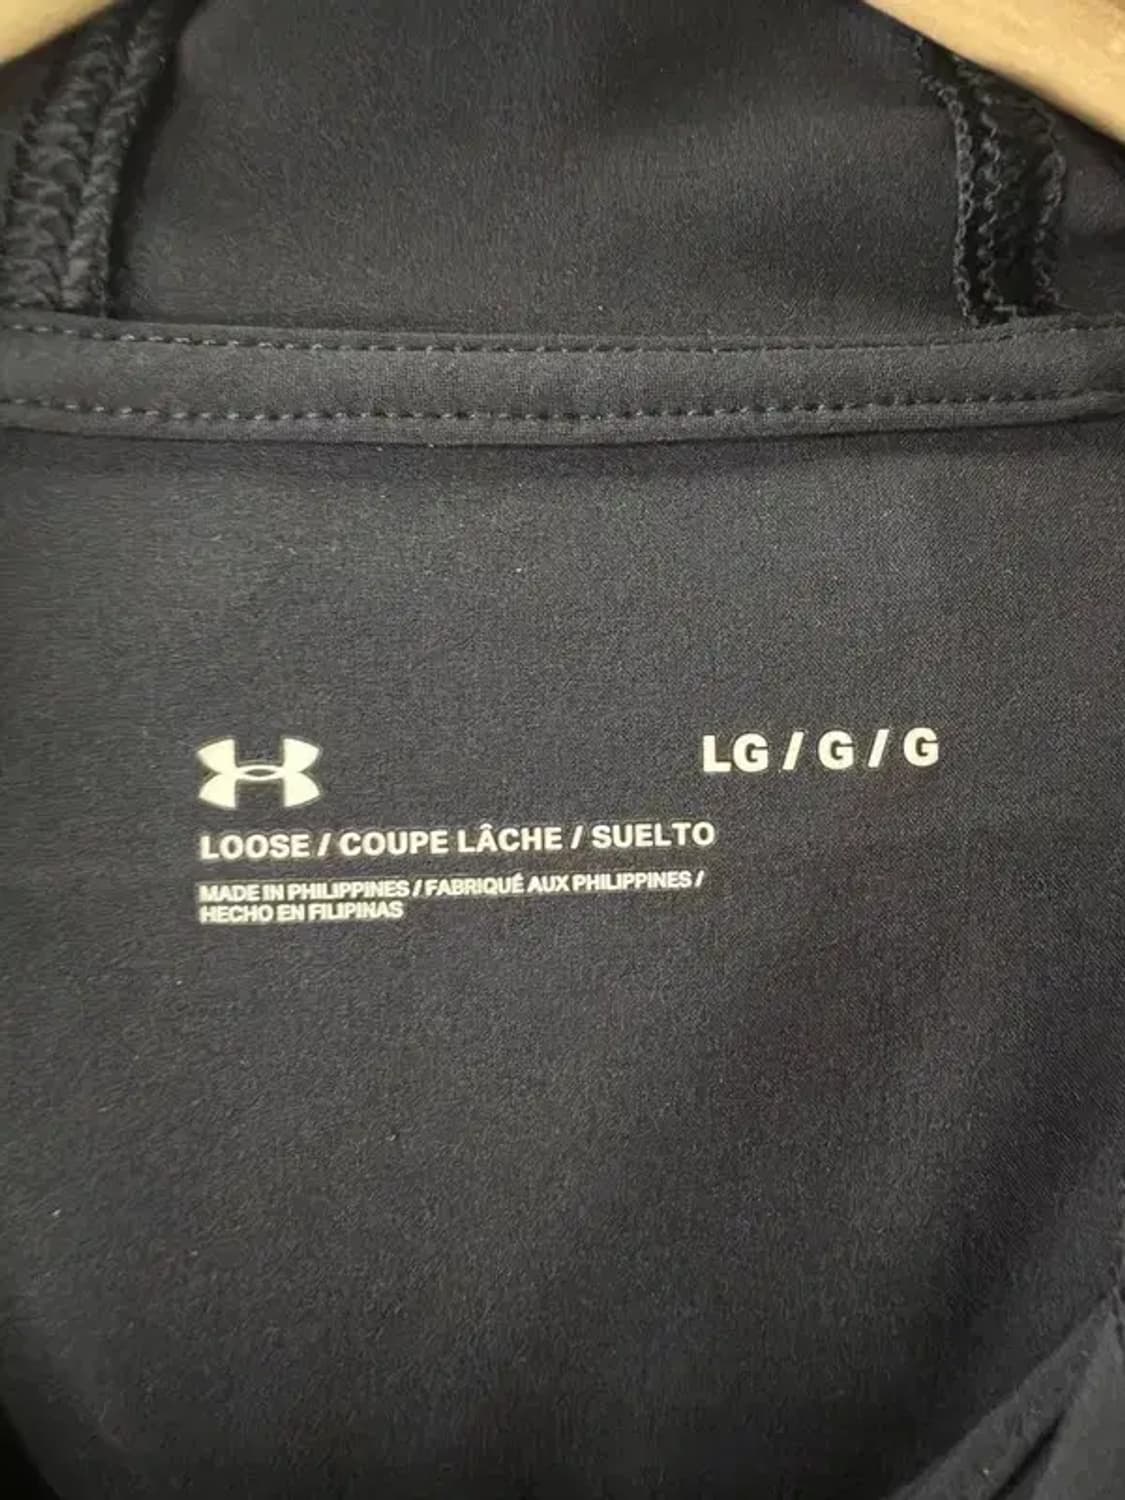 LG / G / G
LOOSE / COUPE LÂCHE / SUELTO
MADE IN PHILIPPINES / FABRIQUÉ AUX PHILIPPINES /
HECHO EN FILIPINAS